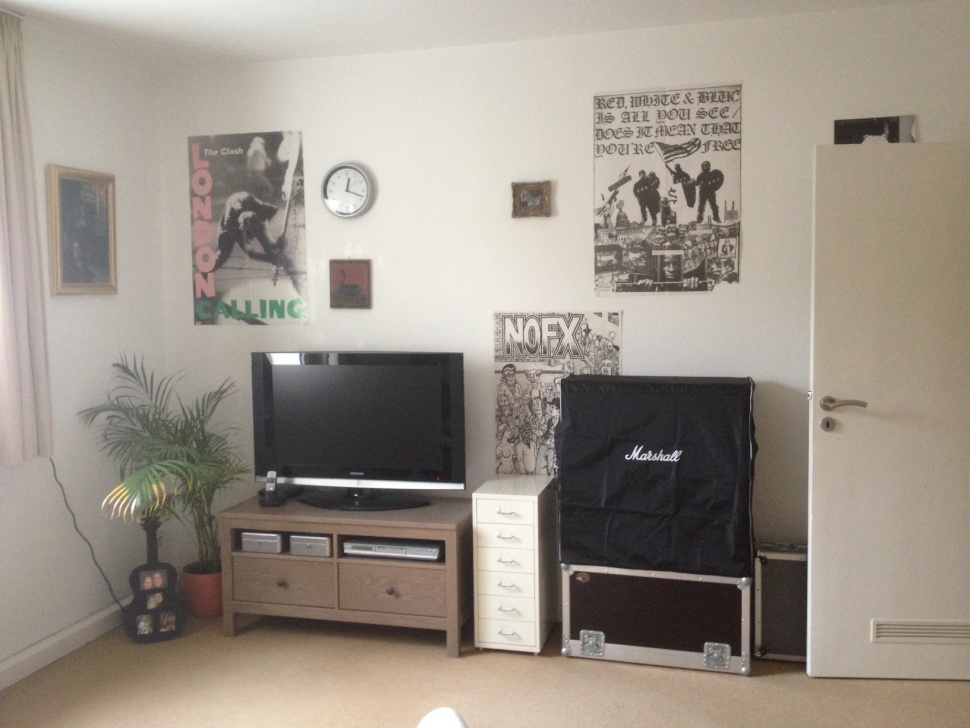 The Clash
LONDON
CALLING
RED, WHITE & BLUE
IS ALL YOU SEE/
DOES IT MEAN THAT
YOU'RE FREE
$
NOFX
Marshall